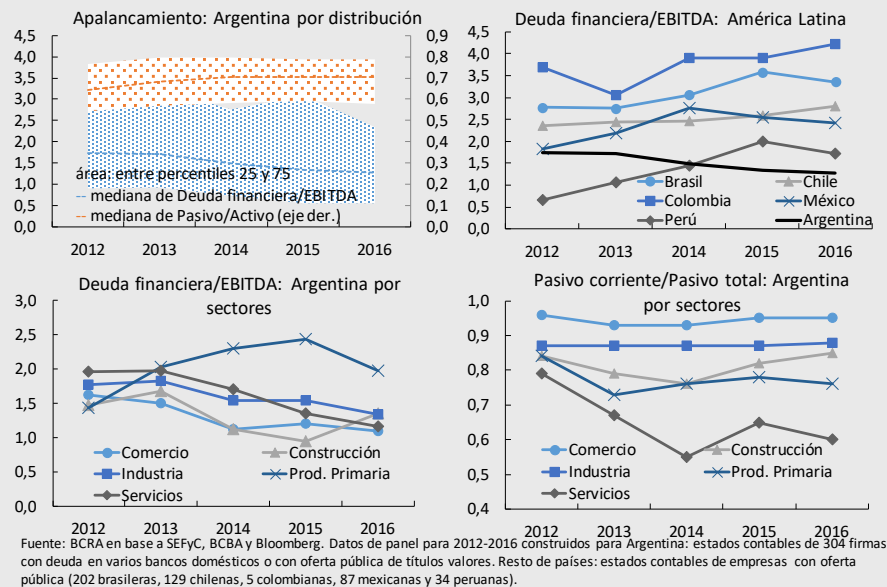 Apalancamiento: Argentina por distribución
4,5
4,0
3,5
3,0
2,5
2,0
1,5
1,0
0,5
0,0
0,9
0,8
0,7
0,6
0,5
0,4
0,3
0,2
0,1
0,0
área: entre percentiles 25 y 75
mediana de Deuda financiera/EBITDA
mediana de Pasivo/Activo (eje der.)
2012 2013 2014 2015 2016
Deuda financiera/EBITDA: América Latina
4,5
4,0
3,5
3,0
2,5
2,0
1,5
1,0
0,5
0,0
Brasil Chile
Colombia México
Perú Argentina
2012 2013 2014 2015 2016
Deuda financiera/EBITDA: Argentina por
sectores
3,0
2,5
2,0
1,5
1,0
0,5
0,0
Comercio Construcción
Industria Prod. Primaria
Servicios
2012 2013 2014 2015 2016
Pasivo corriente/Pasivo total: Argentina
por sectores
1,0
0,9
0,8
0,7
0,6
0,5
0,4
Comercio Construcción
Industria Prod. Primaria
Servicios
2012 2013 2014 2015 2016
Fuente: BCRA en base a SEFyC, BCBA y Bloomberg. Datos de panel para 2012-2016 construidos para Argentina: estados contables de 304 firmas
con deuda en varios bancos domésticos o con oferta pública de títulos valores. Resto de países: estados contables de empresas con oferta
pública (202 brasileras, 129 chilenas, 5 colombianas, 87 mexicanas y 34 peruanas).